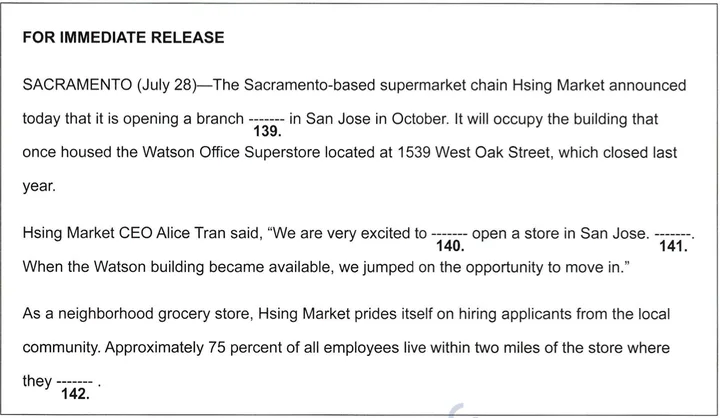 FOR IMMEDIATE RELEASE
SACRAMENTO (July 28)—The Sacramento-based supermarket chain Hsing Market announced
today that it is opening a branch ------- in San Jose in October. It will occupy the building that
139.
once housed the Watson Office Superstore located at 1539 West Oak Street, which closed last
year.
Hsing Market CEO Alice Tran said, “We are very excited to ------- open a store in San Jose. -------.
140. 141.
When the Watson building became available, we jumped on the opportunity to move in.”
As a neighborhood grocery store, Hsing Market prides itself on hiring applicants from the local
community. Approximately 75 percent of all employees live within two miles of the store where
they ------- .
142.